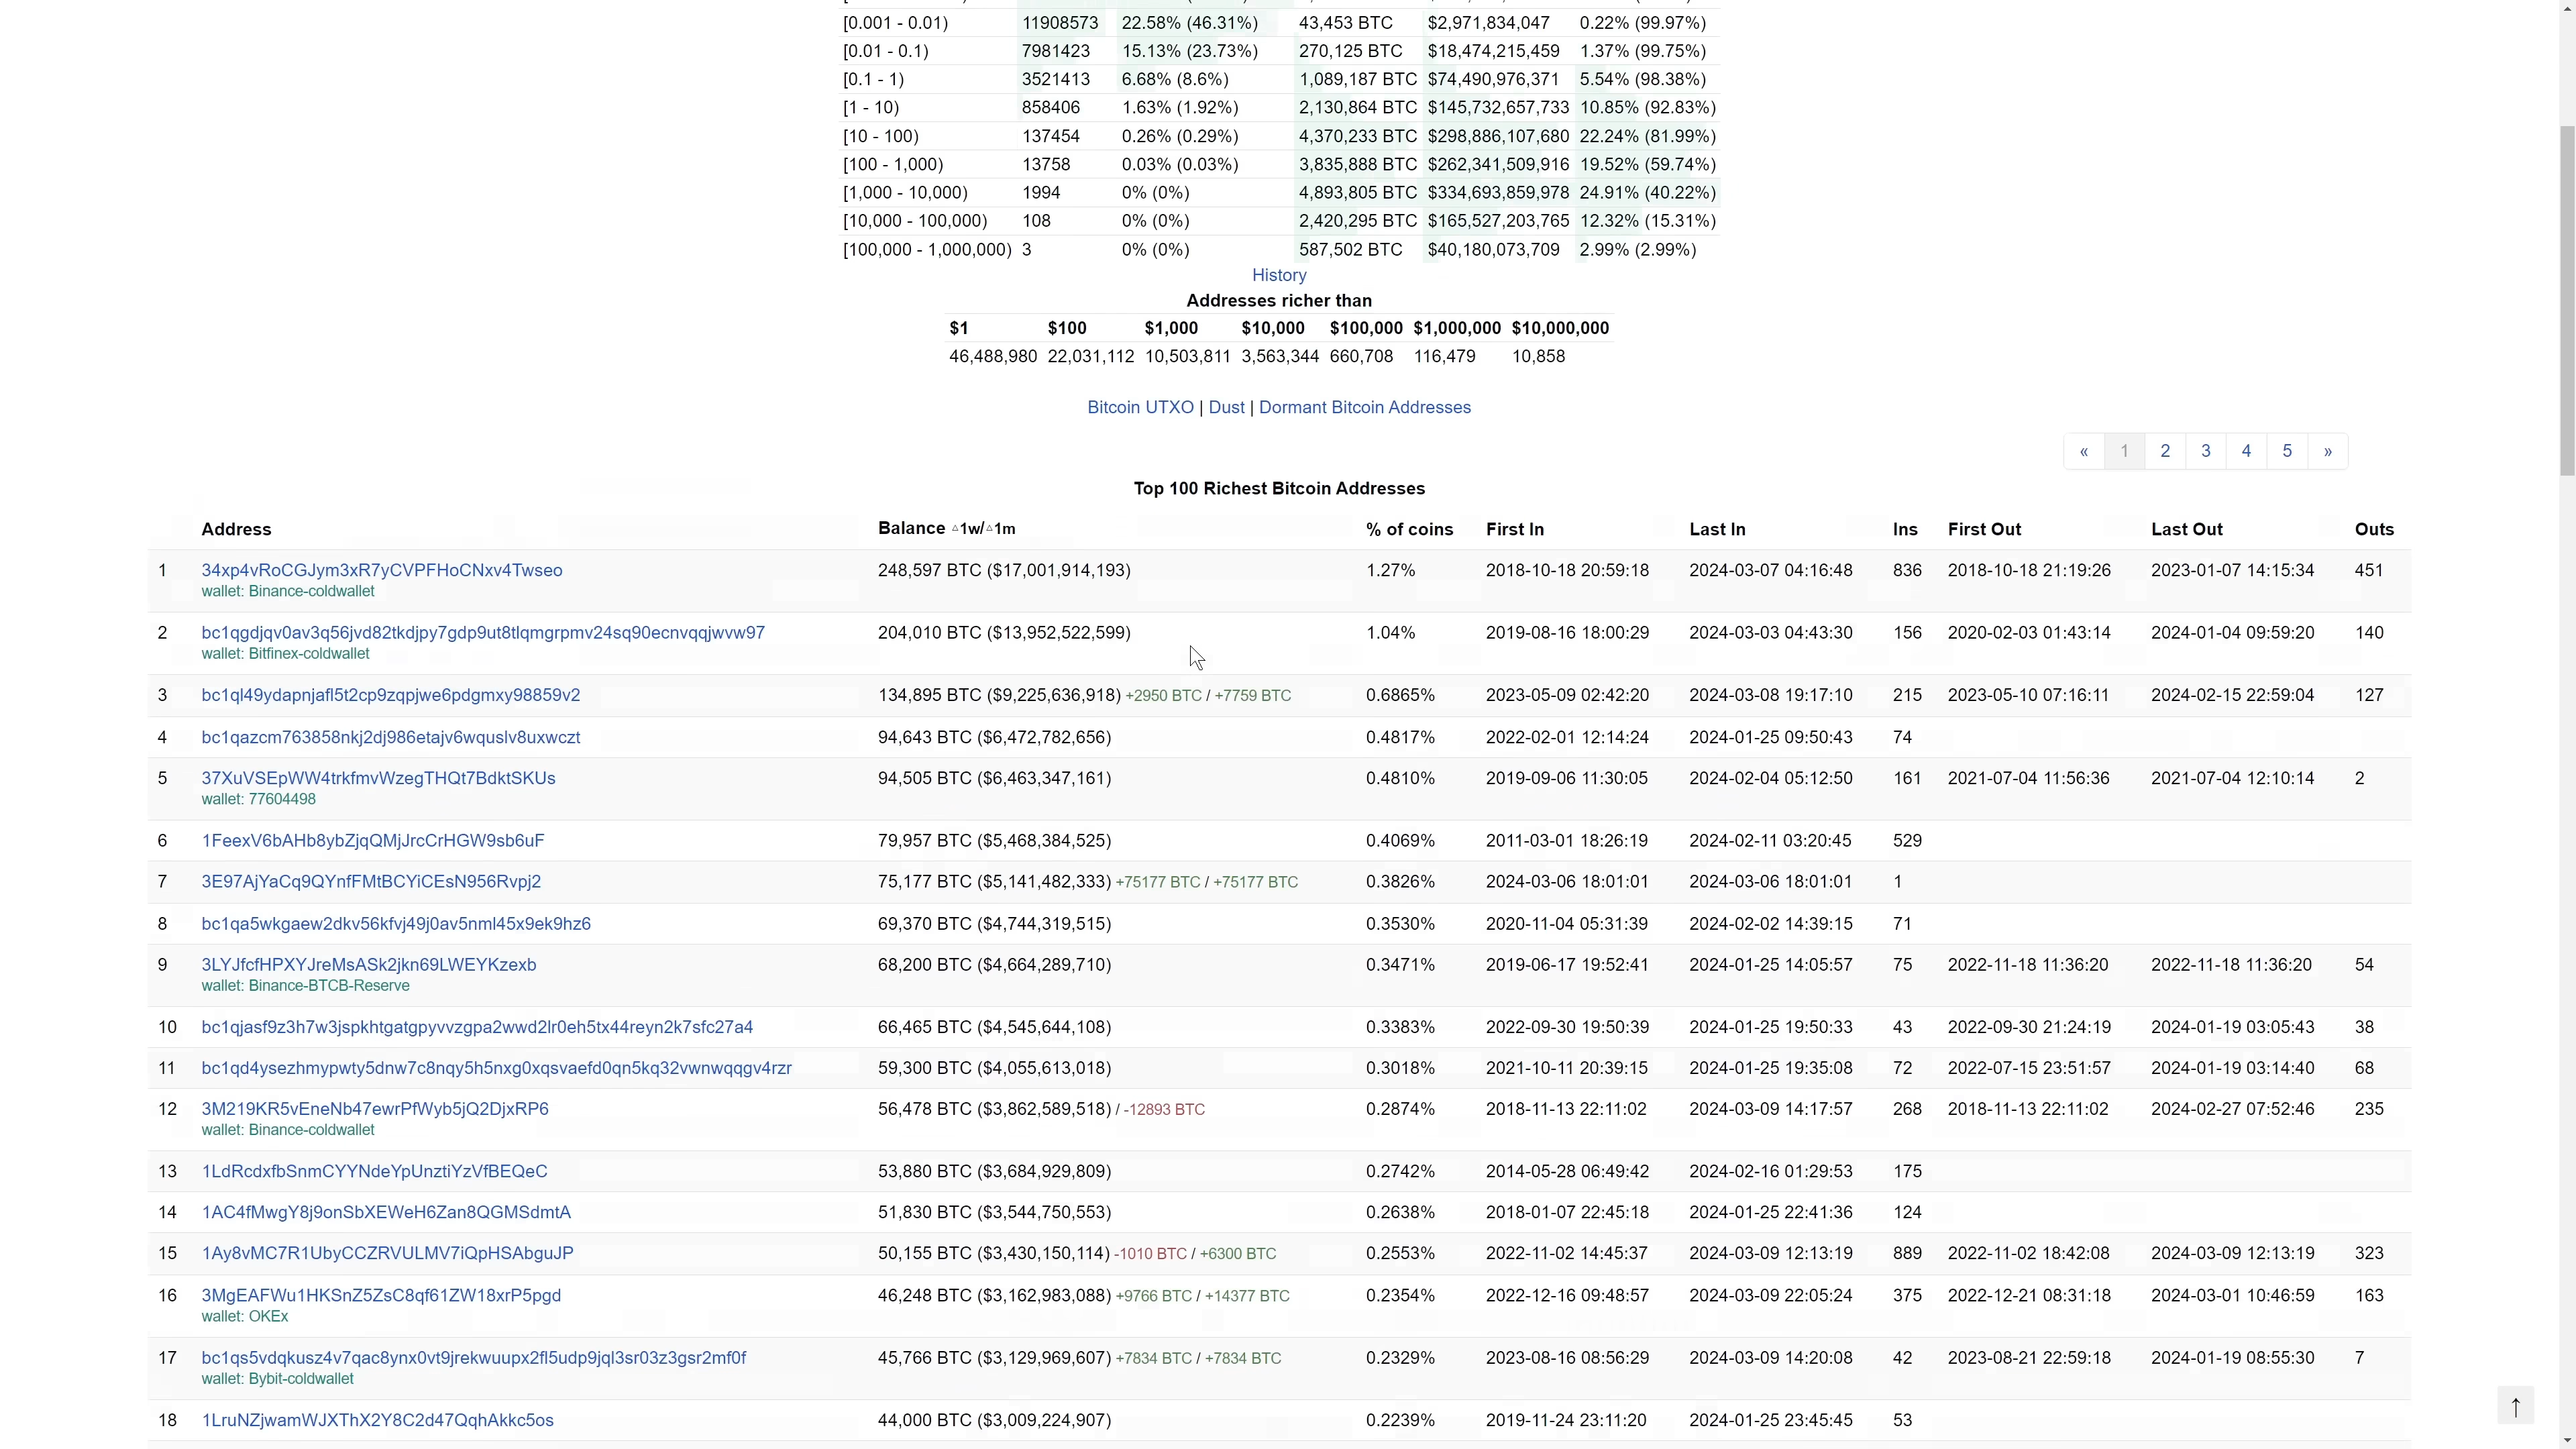 [0.001 - 0.01) 11908573 22.58% (46.31%) 43,453 BTC $2,971,834,047 0.22% (99.97%)
[0.01 - 0.1) 7981423 15.13% (23.73%) 270,125 BTC $18,474,215,459 1.37% (99.75%)
[0.1 - 1) 3521413 6.68% (8.6%) 1,089,187 BTC $74,490,976,371 5.54% (98.38%)
[1 - 10) 858406 1.63% (1.92%) 2,130,864 BTC $145,732,657,733 10.85% (92.83%)
[10 - 100) 137454 0.26% (0.29%) 4,370,233 BTC $298,886,107,680 22.24% (81.99%)
[100 - 1,000) 13758 0.03% (0.03%) 3,835,888 BTC $262,341,509,916 19.52% (59.74%)
[1,000 - 10,000) 1994 0% (0%) 4,893,805 BTC $334,693,859,978 24.91% (40.22%)
[10,000 - 100,000) 108 0% (0%) 2,420,295 BTC $165,527,203,765 12.32% (15.31%)
[100,000 - 1,000,000) 3 0% (0%) 587,502 BTC $40,180,073,709 2.99% (2.99%)
History
Addresses richer than
$1 $100 $1,000 $10,000 $100,000 $1,000,000 $10,000,000
46,488,980 22,031,112 10,503,811 3,563,344 660,708 116,479 10,858
Bitcoin UTXO | Dust | Dormant Bitcoin Addresses
« 1 2 3 4 5 »
Top 100 Richest Bitcoin Addresses
Address Balance △1w/△1m % of coins First In Last In Ins First Out Last Out Outs
1 34xp4vRoCGJym3xR7yCVPFHoCNxv4Twseo 248,597 BTC ($17,001,914,193) 1.27% 2018-10-18 20:59:18 2024-03-07 04:16:48 836 2018-10-18 21:19:26 2023-01-07 14:15:34 451
wallet: Binance-coldwallet
2 bc1qgdjqv0av3q56jvd82tkdjpy7gdp9ut8tlqmgrpmv24sq90ecnvqqjwvw97 204,010 BTC ($13,952,522,599) 1.04% 2019-08-16 18:00:29 2024-03-03 04:43:30 156 2020-02-03 01:43:14 2024-01-04 09:59:20 140
wallet: Bitfinex-coldwallet
3 bc1ql49ydapnjafl5t2cp9zqpjwe6pdgmxy98859v2 134,895 BTC ($9,225,636,918) +2950 BTC / +7759 BTC 0.6865% 2023-05-09 02:42:20 2024-03-08 19:17:10 215 2023-05-10 07:16:11 2024-02-15 22:59:04 127
4 bc1qazcm763858nkj2dj986etajv6wquslv8uxwczt 94,643 BTC ($6,472,782,656) 0.4817% 2022-02-01 12:14:24 2024-01-25 09:50:43 74
5 37XuVSEpWW4trkfmvWzegTHQt7BdktSKUs 94,505 BTC ($6,463,347,161) 0.4810% 2019-09-06 11:30:05 2024-02-04 05:12:50 161 2021-07-04 11:56:36 2021-07-04 12:10:14 2
wallet: 77604498
6 1FeexV6bAHb8ybZjqQMjJrcCrHGW9sb6uF 79,957 BTC ($5,468,384,525) 0.4069% 2011-03-01 18:26:19 2024-02-11 03:20:45 529
7 3E97AjYaCq9QYnfFMtBCYiCEsN956Rvpj2 75,177 BTC ($5,141,482,333) +75177 BTC / +75177 BTC 0.3826% 2024-03-06 18:01:01 2024-03-06 18:01:01 1
8 bc1qa5wkgaew2dkv56kfvj49j0av5nml45x9ek9hz6 69,370 BTC ($4,744,319,515) 0.3530% 2020-11-04 05:31:39 2024-02-02 14:39:15 71
9 3LYJfcfHPXYJreMsASk2jkn69LWEYKzexb 68,200 BTC ($4,664,289,710) 0.3471% 2019-06-17 19:52:41 2024-01-25 14:05:57 75 2022-11-18 11:36:20 2022-11-18 11:36:20 54
wallet: Binance-BTCB-Reserve
10 bc1qjasf9z3h7w3jspkhtgatgpyvvzgpa2wwd2lr0eh5tx44reyn2k7sfc27a4 66,465 BTC ($4,545,644,108) 0.3383% 2022-09-30 19:50:39 2024-01-25 19:50:33 43 2022-09-30 21:24:19 2024-01-19 03:05:43 38
11 bc1qd4ysezhmypwty5dnw7c8nqy5h5nxg0xqsvaefd0qn5kq32vwnwqqgv4rzr 59,300 BTC ($4,055,613,018) 0.3018% 2021-10-11 20:39:15 2024-01-25 19:35:08 72 2022-07-15 23:51:57 2024-01-19 03:14:40 68
12 3M219KR5vEneNb47ewrPfWyb5jQ2DjxRP6 56,478 BTC ($3,862,589,518) / -12893 BTC 0.2874% 2018-11-13 22:11:02 2024-03-09 14:17:57 268 2018-11-13 22:11:02 2024-02-27 07:52:46 235
wallet: Binance-coldwallet
13 1LdRcdxfbSnmCYYNdeYpUnztiYzVfBEQeC 53,880 BTC ($3,684,929,809) 0.2742% 2014-05-28 06:49:42 2024-02-16 01:29:53 175
14 1AC4fMwgY8j9onSbXEWeH6Zan8QGMSdmtA 51,830 BTC ($3,544,750,553) 0.2638% 2018-01-07 22:45:18 2024-01-25 22:41:36 124
15 1Ay8vMC7R1UbyCCZRVULMV7iQpHSAbguJP 50,155 BTC ($3,430,150,114) -1010 BTC / +6300 BTC 0.2553% 2022-11-02 14:45:37 2024-03-09 12:13:19 889 2022-11-02 18:42:08 2024-03-09 12:13:19 323
16 3MgEAFWu1HKSnZ5ZsC8qf61ZW18xrP5pgd 46,248 BTC ($3,162,983,088) +9766 BTC / +14377 BTC 0.2354% 2022-12-16 09:48:57 2024-03-09 22:05:24 375 2022-12-21 08:31:18 2024-03-01 10:46:59 163
wallet: OKEx
17 bc1qs5vdqkusz4v7qac8ynx0vt9jrekwuupx2fl5udp9jql3sr03z3gsr2mf0f 45,766 BTC ($3,129,969,607) +7834 BTC / +7834 BTC 0.2329% 2023-08-16 08:56:29 2024-03-09 14:20:08 42 2023-08-21 22:59:18 2024-01-19 08:55:30 7
wallet: Bybit-coldwallet
18 1LruNZjwamWJXThX2Y8C2d47QqhAkkc5os 44,000 BTC ($3,009,224,907) 0.2239% 2019-11-24 23:11:20 2024-01-25 23:45:45 53